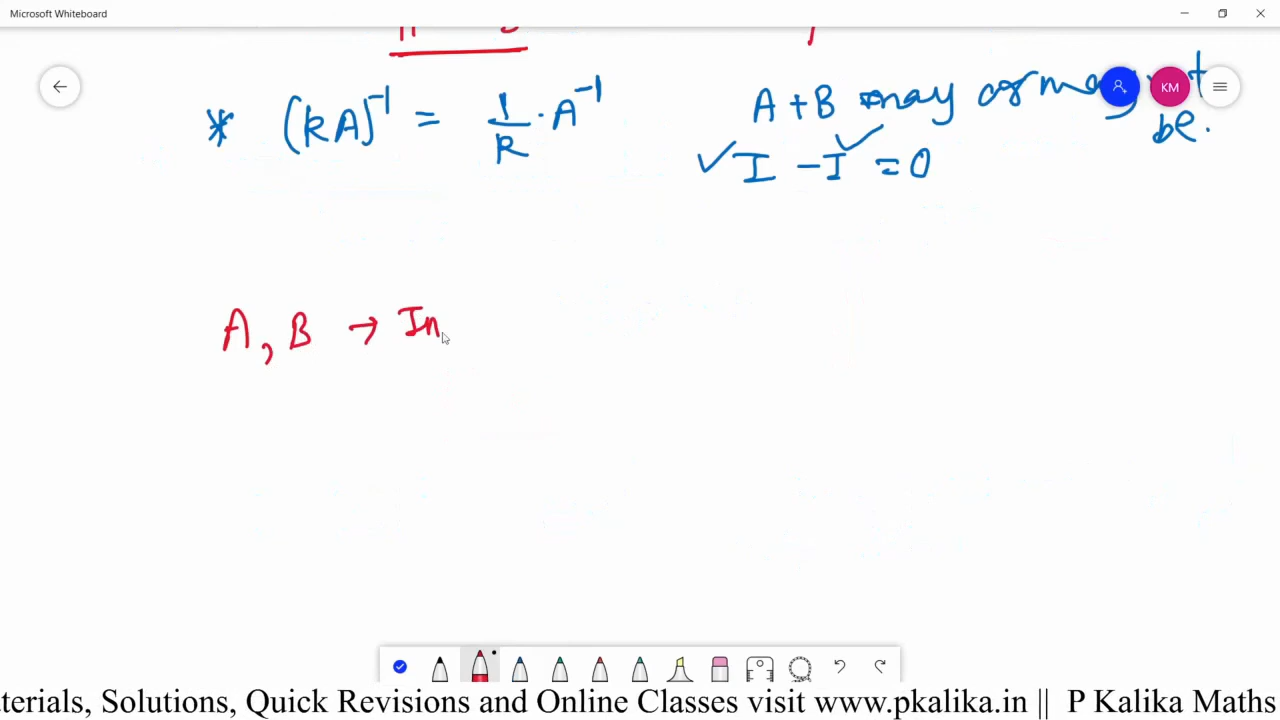 Microsoft Whiteboard
* (kA)⁻¹ = 1/k · A⁻¹
A + B may or may
be.
KM
✓I - I✓ = 0
A, B → In
terials, Solutions, Quick Revisions and Online Classes visit www.pkalika.in || P Kalika Maths